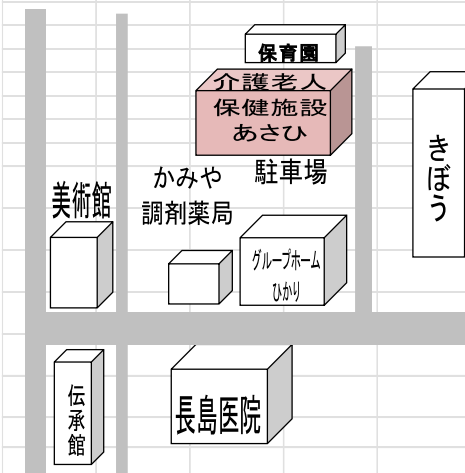 保育園
介護老人
保健施設
あさひ
駐車場
きぼう
かみや
調剤薬局
美術館
グループホーム
ひかり
伝承館
長島医院